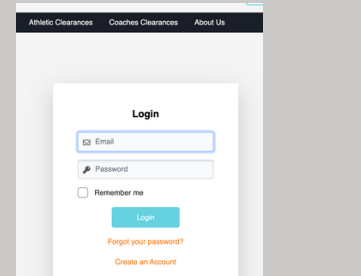 Athletic Clearances Coaches Clearances About Us
Login
Email
Password
Remember me
Login
Forgot your password?
Create an Account